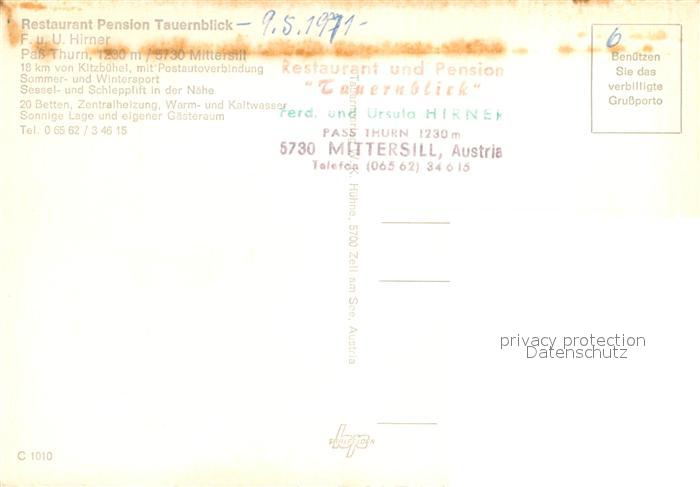 Restaurant Pension Tauernblick - 9.5.1971 -
F. u. U. Hirner
Paß Thurn, 1230 m / 5730 Mittersill
18 km von Kitzbühel, mit Postautoverbindung
Sommer- und Wintersport
Sessel- und Schlepplift in der Nähe
20 Betten, Zentralheizung, Warm- und Kaltwasser
Sonnige Lage und eigener Gästeraum
Tel. 0 65 62 / 3 46 15
Restaurant und Pension
"Tauernblick"
Ferd. und Ursula HIRNER
PASS THURN 1230 m
5730 MITTERSILL, Austria
Telefon (065 62) 34 6 15
6
Benützen
Sie das
verbilligte
Grußporto
Hühne, 5700 Zell am See, Austria
privacy protection
Datenschutz
C 1010